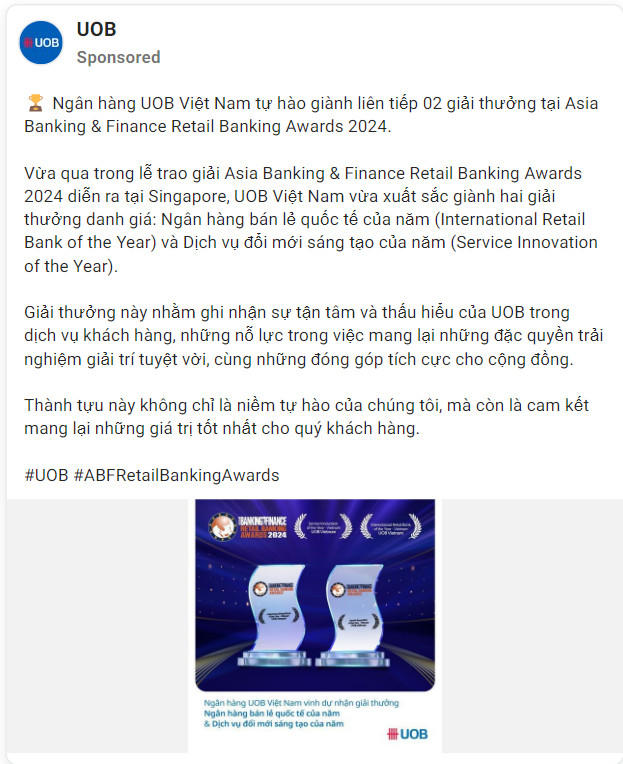 UOB
UOB
Sponsored
🏆 Ngân hàng UOB Việt Nam tự hào giành liên tiếp 02 giải thưởng tại Asia
Banking & Finance Retail Banking Awards 2024.
Vừa qua trong lễ trao giải Asia Banking & Finance Retail Banking Awards
2024 diễn ra tại Singapore, UOB Việt Nam vừa xuất sắc giành hai giải
thưởng danh giá: Ngân hàng bán lẻ quốc tế của năm (International Retail
Bank of the Year) và Dịch vụ đổi mới sáng tạo của năm (Service Innovation
of the Year).
Giải thưởng này nhằm ghi nhận sự tận tâm và thấu hiểu của UOB trong
dịch vụ khách hàng, những nỗ lực trong việc mang lại những đặc quyền trải
nghiệm giải trí tuyệt vời, cùng những đóng góp tích cực cho cộng đồng.
Thành tựu này không chỉ là niềm tự hào của chúng tôi, mà còn là cam kết
mang lại những giá trị tốt nhất cho quý khách hàng.
#UOB #ABFRetailBankingAwards
BANKING&FINANCE
RETAIL BANKING
AWARDS 2024
Service Innovation
of the Year - Vietnam
UOB Vietnam
International Retail Bank
of the Year - Vietnam
UOB Vietnam
BANKING&FINANCE
RETAIL BANKING
AWARDS
BANKING&FINANCE
RETAIL BANKING
AWARDS
Ngân hàng UOB Việt Nam vinh dự nhận giải thưởng
Ngân hàng bán lẻ quốc tế của năm
& Dịch vụ đổi mới sáng tạo của năm
UOB